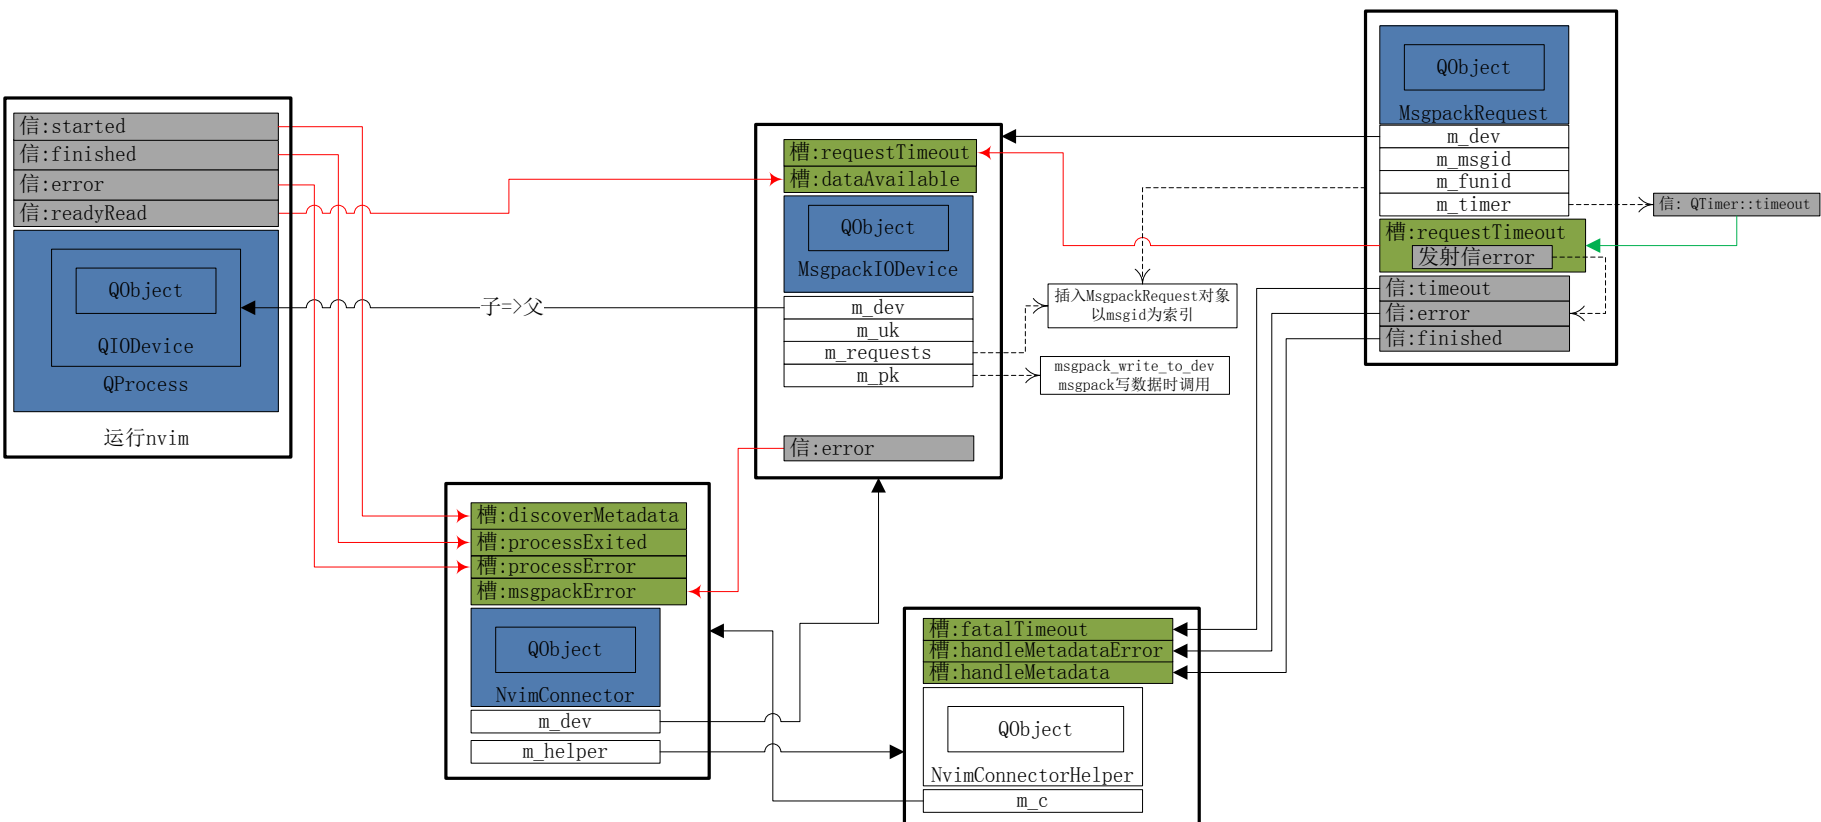 信:started
信:finished
信:error
信:readyRead
QObject
QIODevice
QProcess
运行nvim
子=>父
槽:requestTimeout
槽:dataAvailable
QObject
MsgpackIODevice
m_dev
m_uk
m_requests
m_pk
信:error
插入MsgpackRequest对象
以msgid为索引
msgpack_write_to_dev
msgpack写数据时调用
QObject
MsgpackRequest
m_dev
m_msgid
m_funid
m_timer
槽:requestTimeout
发射信error
信:timeout
信:error
信:finished
信: QTimer::timeout
槽:discoverMetadata
槽:processExited
槽:processError
槽:msgpackError
QObject
NvimConnector
m_dev
m_helper
槽:fatalTimeout
槽:handleMetadataError
槽:handleMetadata
QObject
NvimConnectorHelper
m_c